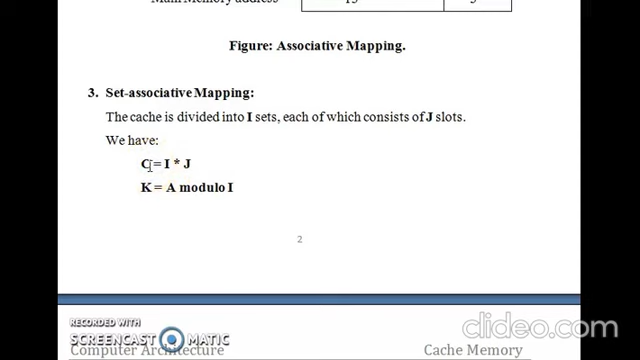 Main Memory address
Figure: Associative Mapping.
3. Set-associative Mapping:
The cache is divided into I sets, each of which consists of J slots.
We have:
C = I * J
K = A modulo I
2
RECORDED WITH
SCREENCAST MATIC
clideo.com
Computer Architecture Cache Memory